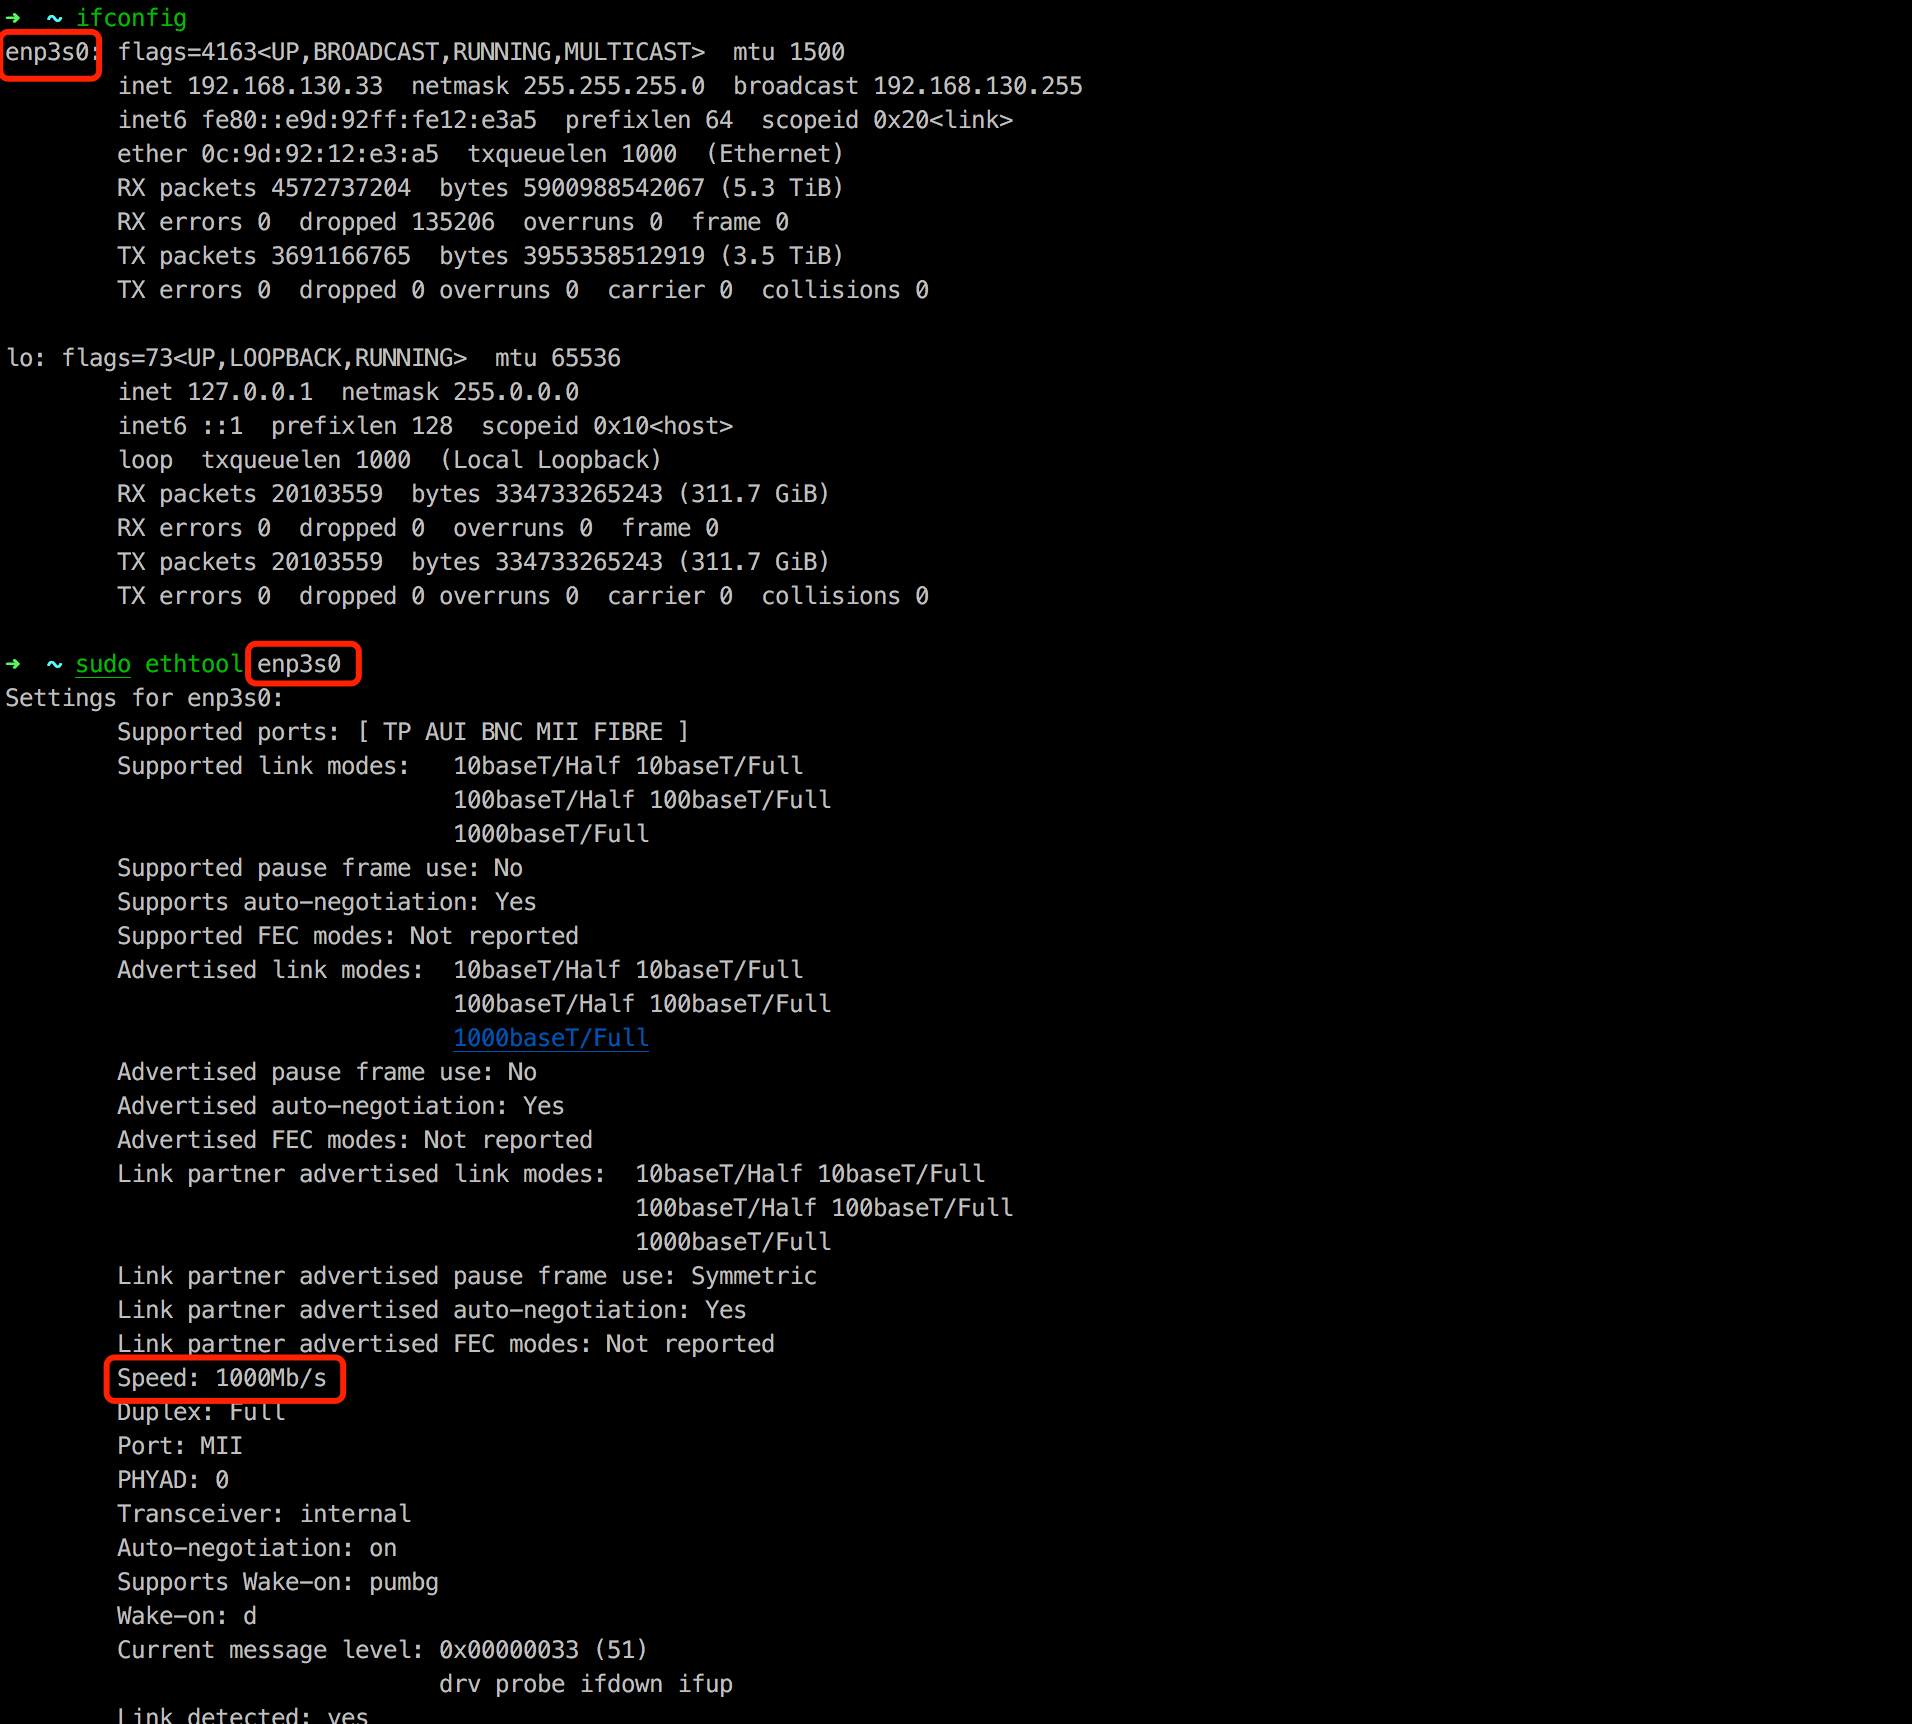 ➜  ~ ifconfig
enp3s0: flags=4163<UP,BROADCAST,RUNNING,MULTICAST>  mtu 1500
        inet 192.168.130.33  netmask 255.255.255.0  broadcast 192.168.130.255
        inet6 fe80::e9d:92ff:fe12:e3a5  prefixlen 64  scopeid 0x20<link>
        ether 0c:9d:92:12:e3:a5  txqueuelen 1000  (Ethernet)
        RX packets 4572737204  bytes 5900988542067 (5.3 TiB)
        RX errors 0  dropped 135206  overruns 0  frame 0
        TX packets 3691166765  bytes 3955358512919 (3.5 TiB)
        TX errors 0  dropped 0 overruns 0  carrier 0  collisions 0
lo: flags=73<UP,LOOPBACK,RUNNING>  mtu 65536
        inet 127.0.0.1  netmask 255.0.0.0
        inet6 ::1  prefixlen 128  scopeid 0x10<host>
        loop  txqueuelen 1000  (Local Loopback)
        RX packets 20103559  bytes 334733265243 (311.7 GiB)
        RX errors 0  dropped 0  overruns 0  frame 0
        TX packets 20103559  bytes 334733265243 (311.7 GiB)
        TX errors 0  dropped 0 overruns 0  carrier 0  collisions 0
➜  ~ sudo ethtool enp3s0
Settings for enp3s0:
        Supported ports: [ TP AUI BNC MII FIBRE ]
        Supported link modes:   10baseT/Half 10baseT/Full
                                100baseT/Half 100baseT/Full
                                1000baseT/Full
        Supported pause frame use: No
        Supports auto-negotiation: Yes
        Supported FEC modes: Not reported
        Advertised link modes:  10baseT/Half 10baseT/Full
                                100baseT/Half 100baseT/Full
                                1000baseT/Full
        Advertised pause frame use: No
        Advertised auto-negotiation: Yes
        Advertised FEC modes: Not reported
        Link partner advertised link modes:  10baseT/Half 10baseT/Full
                                             100baseT/Half 100baseT/Full
                                             1000baseT/Full
        Link partner advertised pause frame use: Symmetric
        Link partner advertised auto-negotiation: Yes
        Link partner advertised FEC modes: Not reported
        Speed: 1000Mb/s
        Duplex: Full
        Port: MII
        PHYAD: 0
        Transceiver: internal
        Auto-negotiation: on
        Supports Wake-on: pumbg
        Wake-on: d
        Current message level: 0x00000033 (51)
                               drv probe ifdown ifup
        Link detected: yes